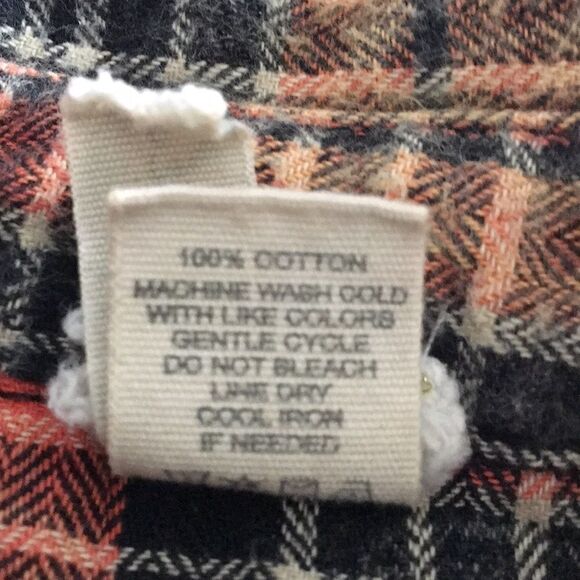 100% COTTON
MACHINE WASH COLD
WITH LIKE COLORS
GENTLE CYCLE
DO NOT BLEACH
LINE DRY
COOL IRON
IF NEEDED